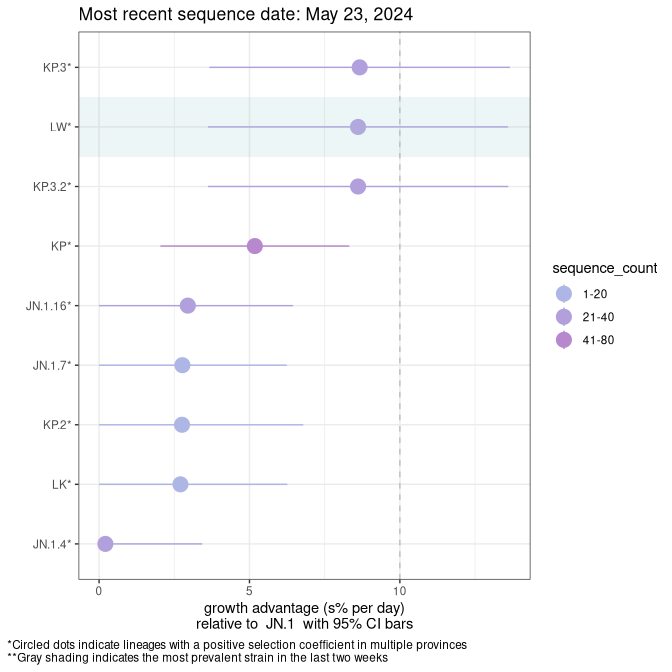 Most recent sequence date: May 23, 2024
KP.3*
LW*
KP.3.2*
KP*
JN.1.16*
JN.1.7*
KP.2*
LK*
JN.1.4*
0 5 10
growth advantage (s% per day)
relative to JN.1 with 95% CI bars
sequence_count
1-20
21-40
41-80
*Circled dots indicate lineages with a positive selection coefficient in multiple provinces
**Gray shading indicates the most prevalent strain in the last two weeks